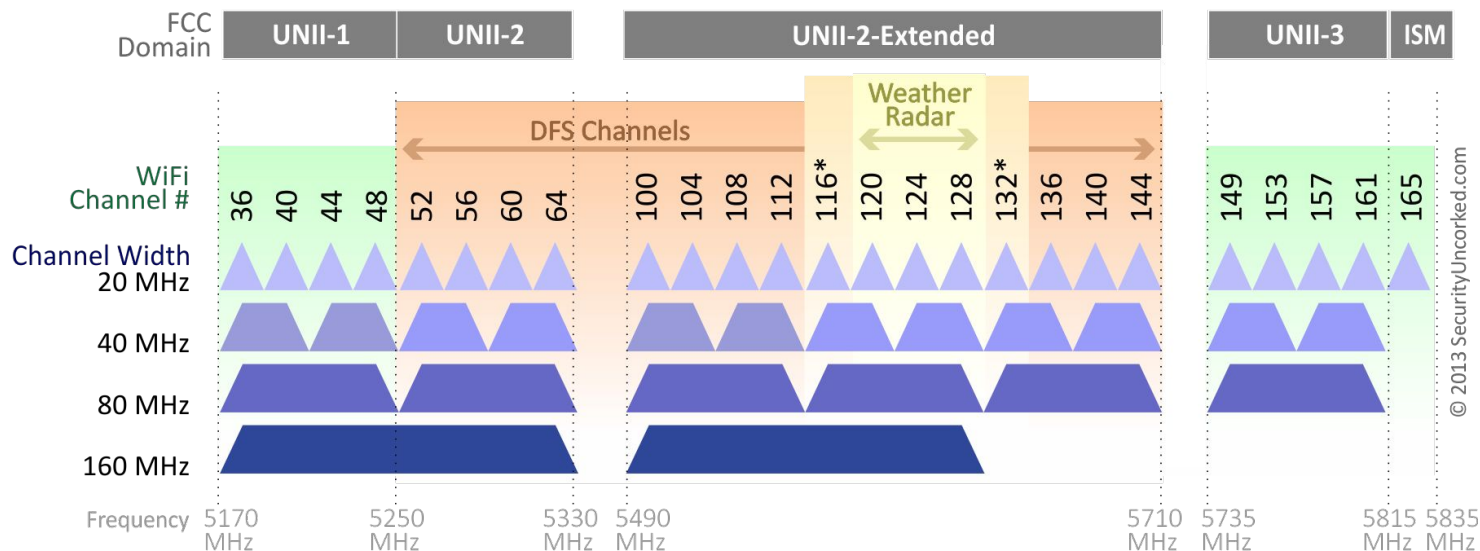 FCC
Domain
UNII-1 UNII-2 UNII-2-Extended UNII-3 ISM
Weather
Radar
DFS Channels
WiFi
Channel #
36 40 44 48 52 56 60 64 100 104 108 112 116* 120 124 128 132* 136 140 144 149 153 157 161 165
Channel Width
20 MHz
40 MHz
80 MHz
160 MHz
Frequency
5170 MHz
5250 MHz
5330 MHz
5490 MHz
5710 MHz
5735 MHz
5815 MHz
5835 MHz
© 2013 SecurityUncorked.com